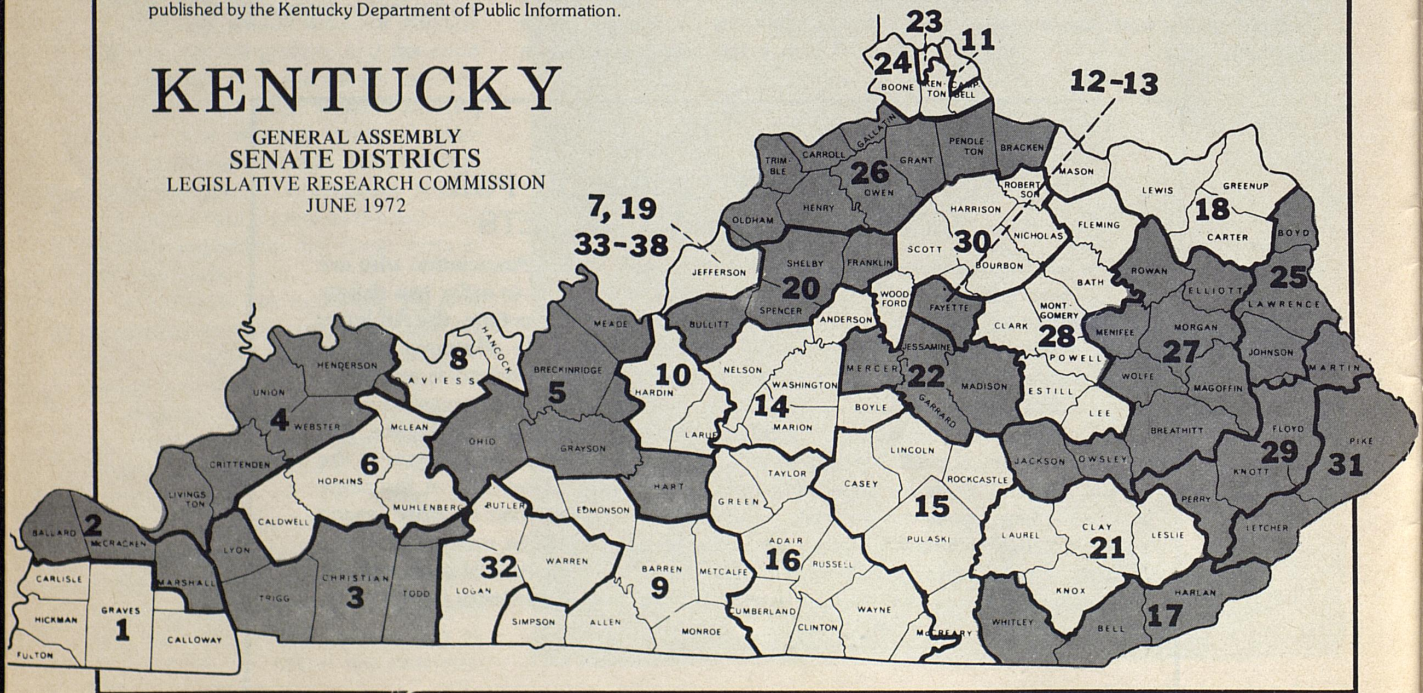 published by the Kentucky Department of Public Information.
KENTUCKY
GENERAL ASSEMBLY
SENATE DISTRICTS
LEGISLATIVE RESEARCH COMMISSION
JUNE 1972
23
11
24
BOONE
KEN-
TON
CAMP-
BELL
12-13
7, 19
33-38
TRIM-
BLE
CARROLL
GALLATIN
GRANT
PENDLE-
TON
BRACKEN
26
OWEN
HENRY
OLDHAM
MASON
ROBERT
SON
LEWIS
GREENUP
18
CARTER
FLEMING
HARRISON
NICHOLAS
SCOTT
30
BOURBON
BOYD
25
LAWRENCE
JEFFERSON
SHELBY
FRANKLIN
20
SPENCER
BULLITT
ANDERSON
WOOD
FORD
FAYETTE
BATH
MONT-
GOMERY
CLARK
28
POWELL
ESTILL
LEE
ROWAN
ELLIOTT
MENIFEE
MORGAN
27
WOLFE
MAGOFFIN
BREATHITT
JOHNSON
MARTIN
HANCOCK
8
DAVIESS
HENDERSON
UNION
4
WEBSTER
CRITTENDEN
LIVINGS
TON
MEADE
BRECKINRIDGE
5
OHIO
GRAYSON
HART
10
HARDIN
LARUE
NELSON
WASHINGTON
14
MARION
MERCER
JESSAMINE
22
MADISON
GARRARD
BOYLE
McLEAN
6
HOPKINS
MUHLENBERG
CALDWELL
LINCOLN
CASEY
ROCKCASTLE
15
PULASKI
JACKSON
OWSLEY
FLOYD
29
KNOTT
PERRY
PIKE
31
LETCHER
TAYLOR
GREEN
ADAIR
16
RUSSELL
CUMBERLAND
CLINTON
WAYNE
McCREARY
BUTLER
EDMONSON
32
WARREN
LOGAN
SIMPSON
ALLEN
BARREN
METCALFE
9
MONROE
CLAY
LAUREL
LESLIE
21
KNOX
HARLAN
17
WHITLEY
BELL
BALLARD
2
McCRACKEN
LYON
MARSHALL
CHRISTIAN
TRIGG
3
TODD
CARLISLE
GRAVES
HICKMAN
1
CALLOWAY
FULTON